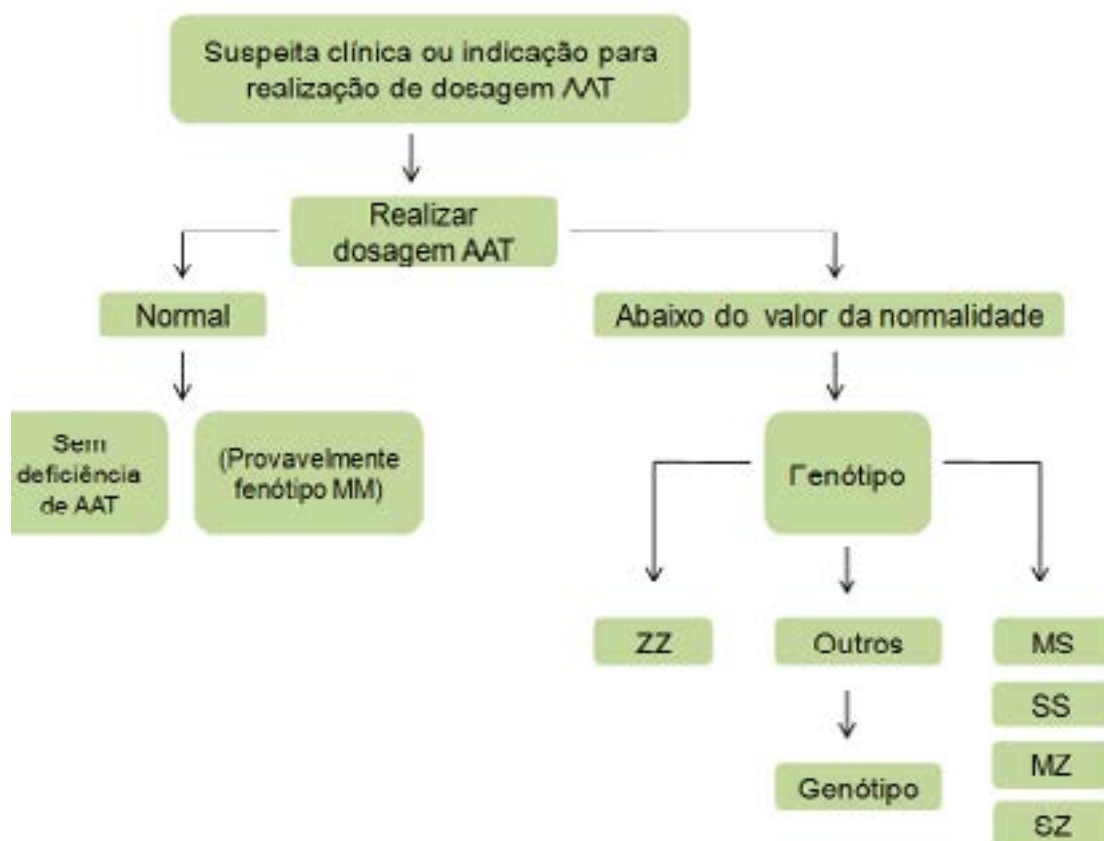 Suspeita clínica ou indicação para
realização de dosagem AAT
Realizar
dosagem AAT
Normal
Abaixo do valor da normalidade
Sem
deficiência
de AAT
(Provavelmente
fenótipo MM)
Fenótipo
ZZ
Outros
MS
SS
MZ
SZ
Genótipo